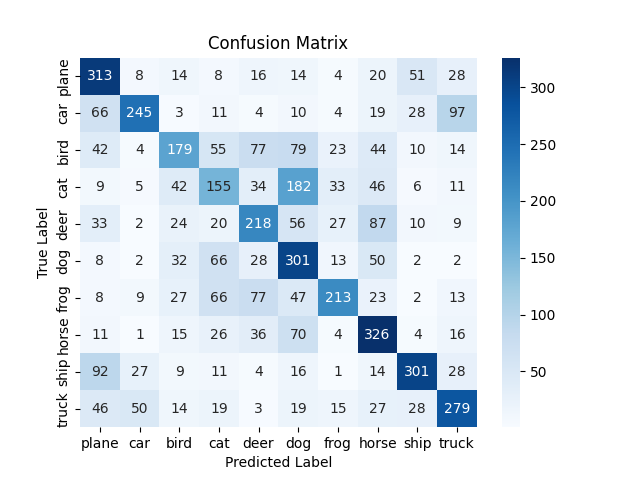 Confusion Matrix
True Label
plane 313 8 14 8 16 14 4 20 51 28
car 66 245 3 11 4 10 4 19 28 97
bird 42 4 179 55 77 79 23 44 10 14
cat 9 5 42 155 34 182 33 46 6 11
deer 33 2 24 20 218 56 27 87 10 9
dog 8 2 32 66 28 301 13 50 2 2
frog 8 9 27 66 77 47 213 23 2 13
horse 11 1 15 26 36 70 4 326 4 16
ship 92 27 9 11 4 16 1 14 301 28
truck 46 50 14 19 3 19 15 27 28 279
plane car bird cat deer dog frog horse ship truck
Predicted Label
300
250
200
150
100
50